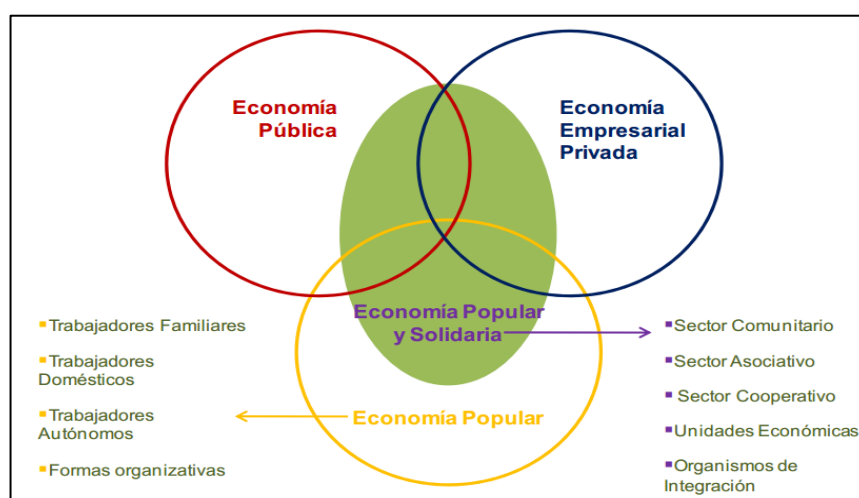 Economía
Pública
Economía
Empresarial
Privada
Economía Popular
y Solidaria
Economía Popular
▪Trabajadores Familiares
▪Trabajadores
Domésticos
▪Trabajadores
Autónomos
▪Formas organizativas
▪Sector Comunitario
▪Sector Asociativo
▪Sector Cooperativo
▪Unidades Económicas
▪Organismos de
Integración